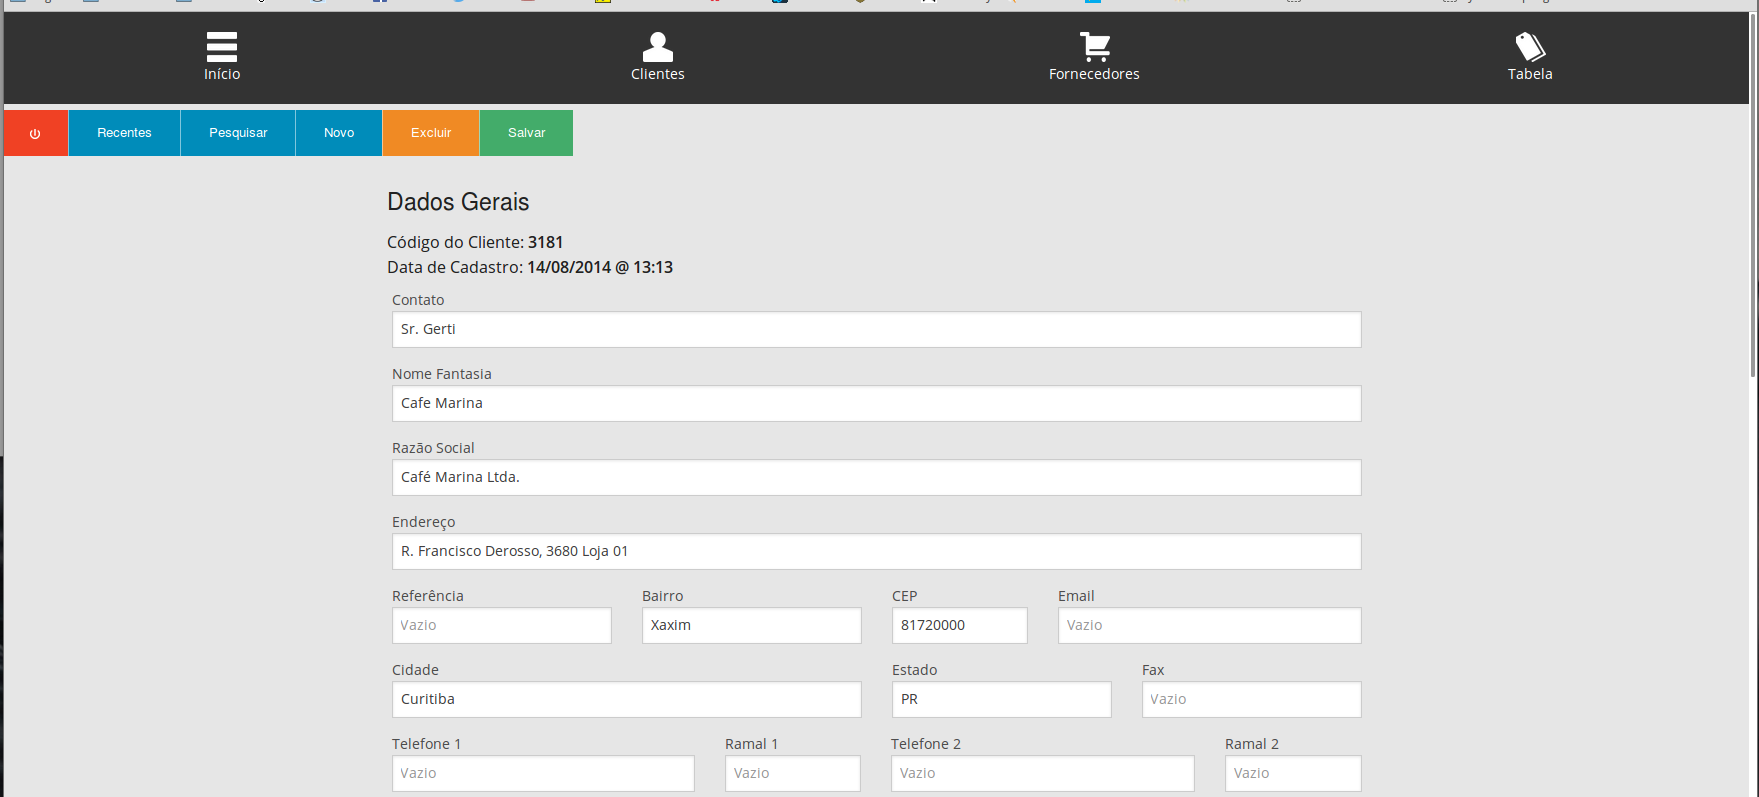 Início Clientes Fornecedores Tabela
Recentes Pesquisar Novo Excluir Salvar
Dados Gerais
Código do Cliente: 3181
Data de Cadastro: 14/08/2014 @ 13:13
Contato
Sr. Gerti
Nome Fantasia
Cafe Marina
Razão Social
Café Marina Ltda.
Endereço
R. Francisco Derosso, 3680 Loja 01
Referência Bairro CEP Email
Vazio Xaxim 81720000 Vazio
Cidade Estado Fax
Curitiba PR Vazio
Telefone 1 Ramal 1 Telefone 2 Ramal 2
Vazio Vazio Vazio Vazio